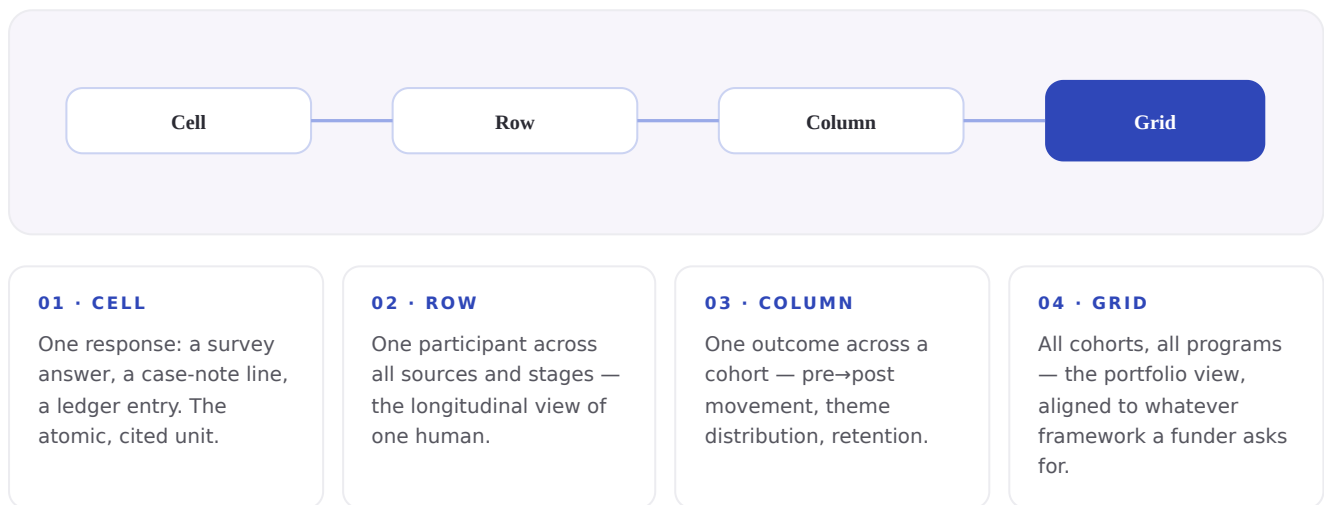 Cell
Row
Column
Grid
01 · CELL
One response: a survey
answer, a case-note line,
a ledger entry. The
atomic, cited unit.
02 · ROW
One participant across
all sources and stages —
the longitudinal view of
one human.
03 · COLUMN
One outcome across a
cohort — pre→post
movement, theme
distribution, retention.
04 · GRID
All cohorts, all programs
— the portfolio view,
aligned to whatever
framework a funder asks
for.